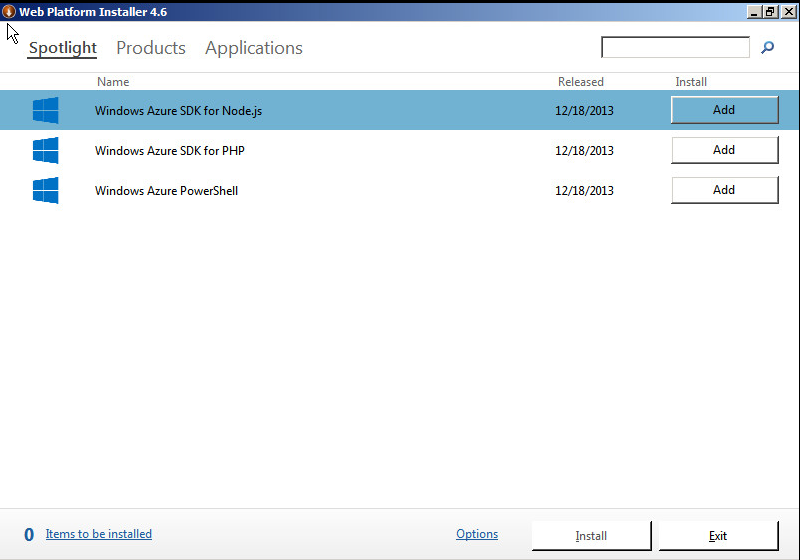 Web Platform Installer 4.6
Spotlight Products Applications
Name Released Install
Windows Azure SDK for Node.js 12/18/2013 Add
Windows Azure SDK for PHP 12/18/2013 Add
Windows Azure PowerShell 12/18/2013 Add
0 Items to be installed Options Install Exit